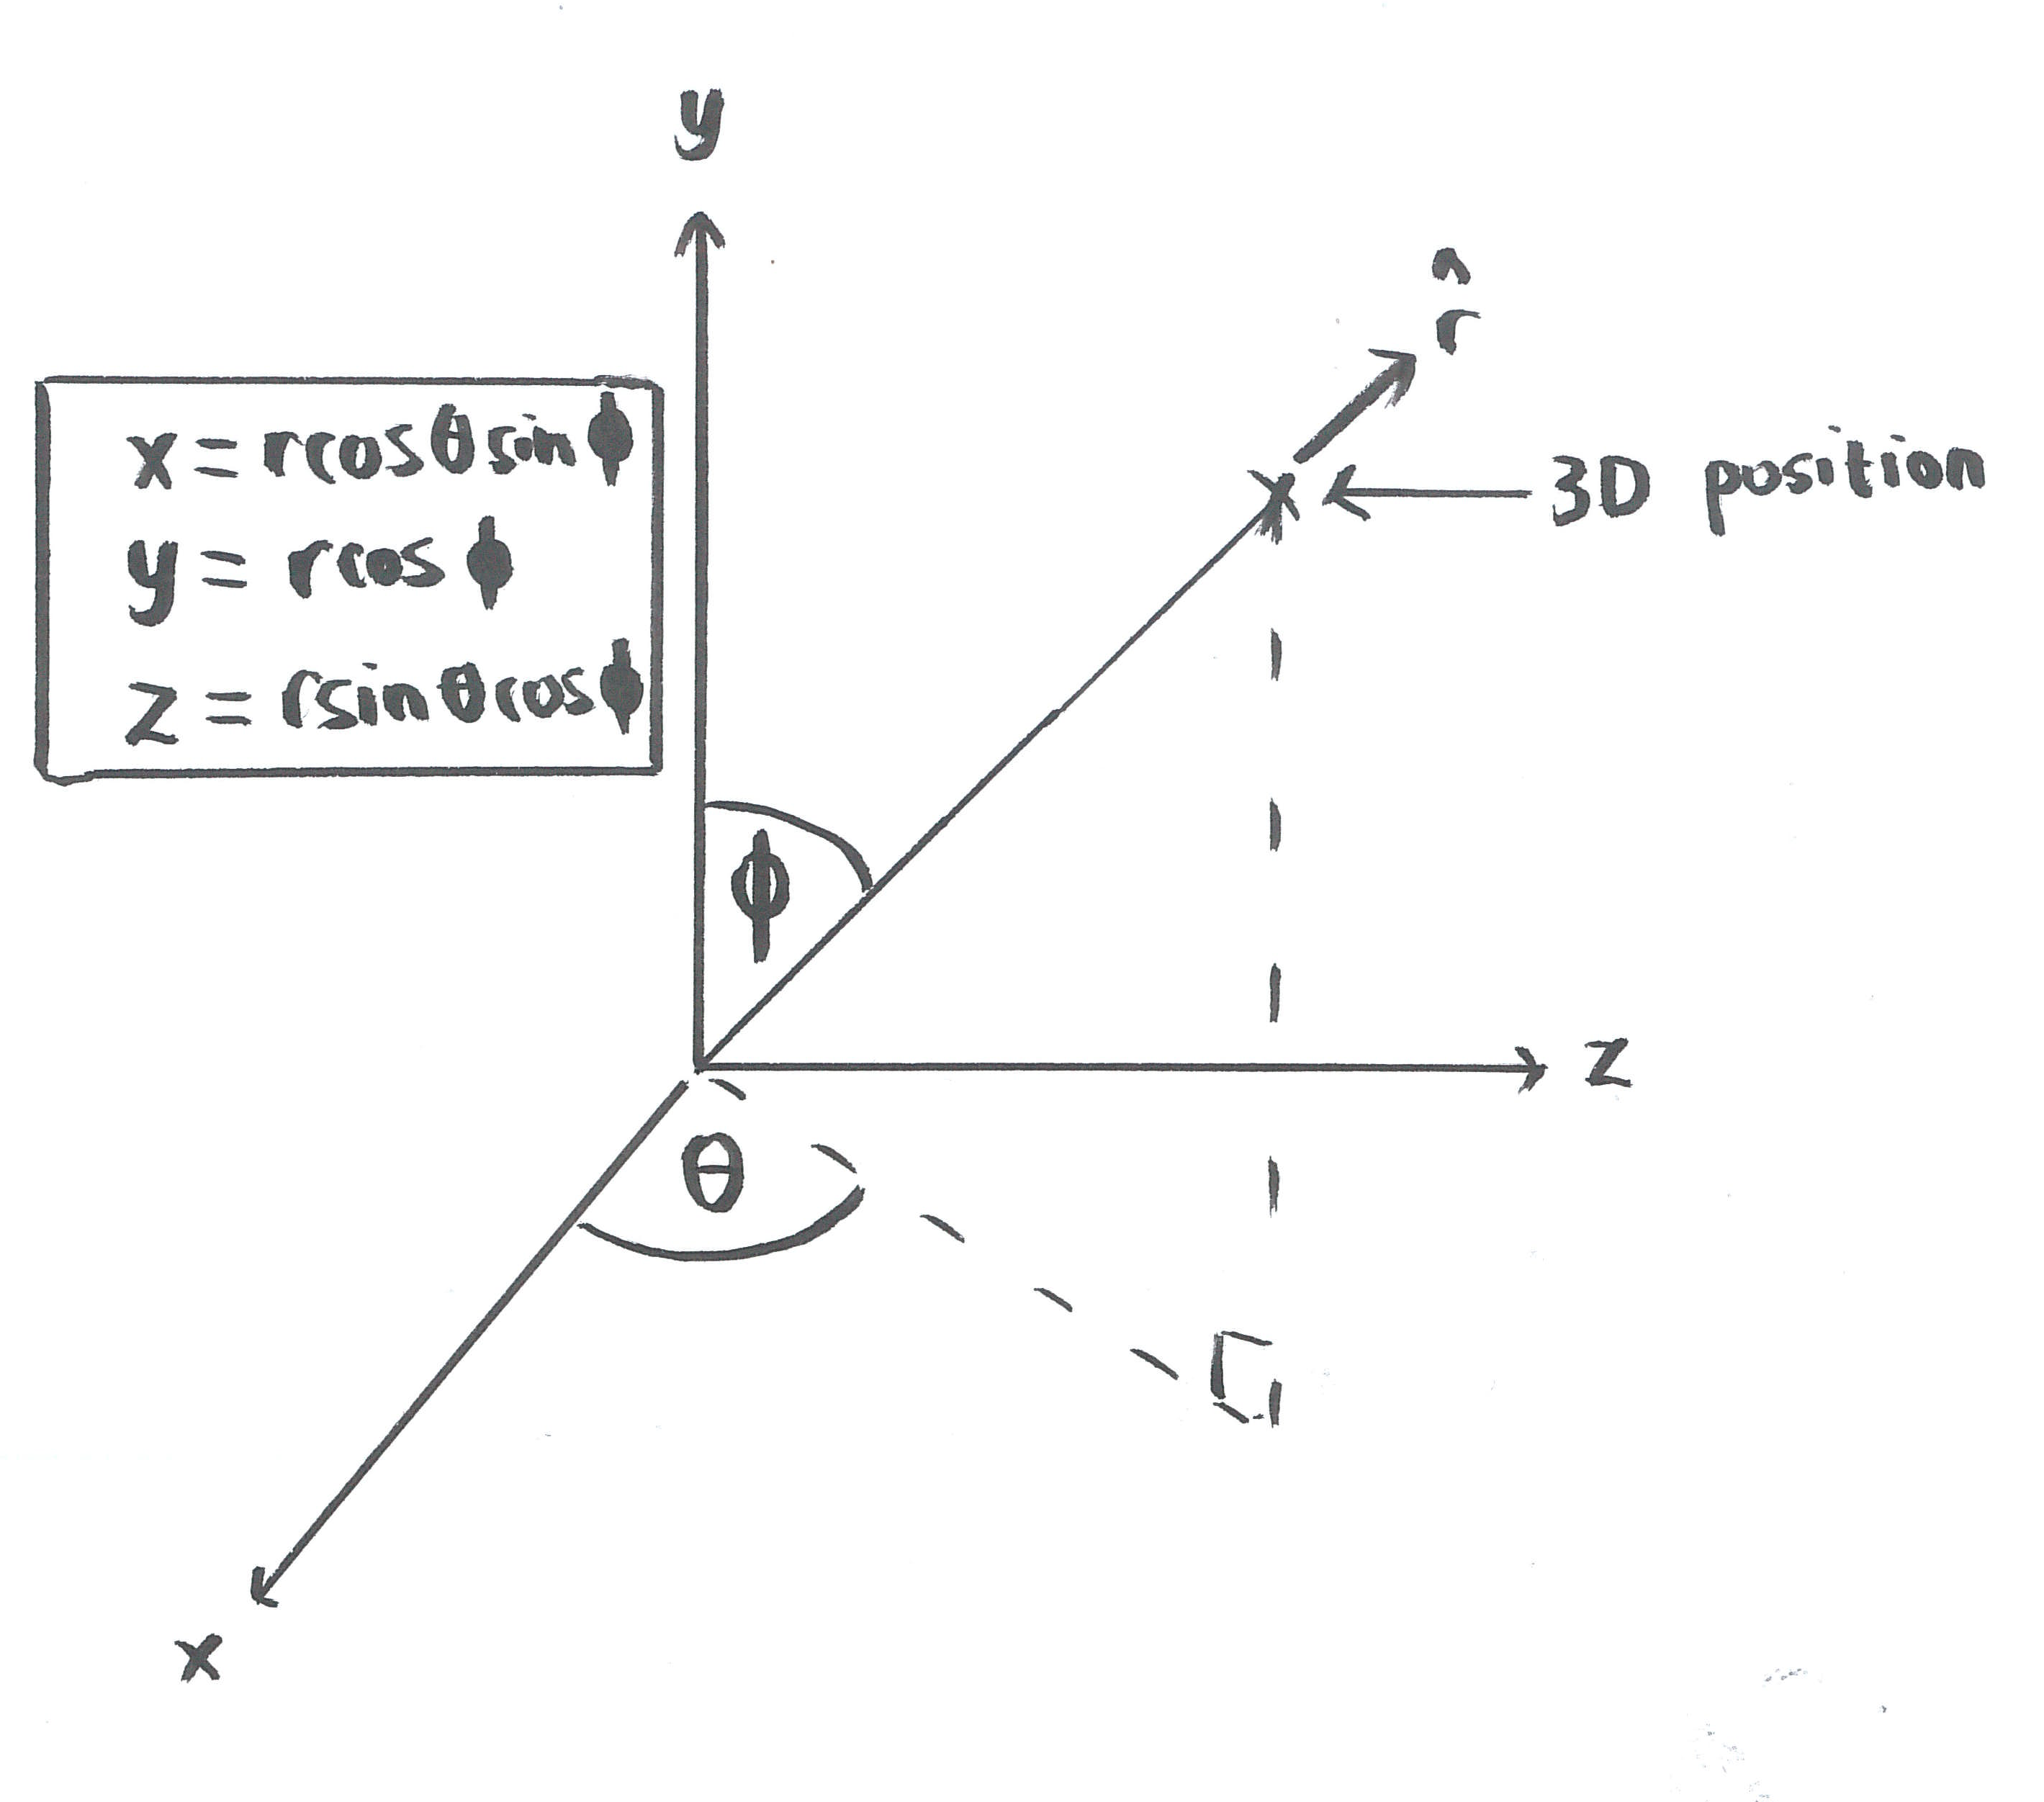 y
r̂
x = rcosθsinϕ
y = rcosϕ
z = rsinθcosϕ
3D position
ϕ
z
θ
x